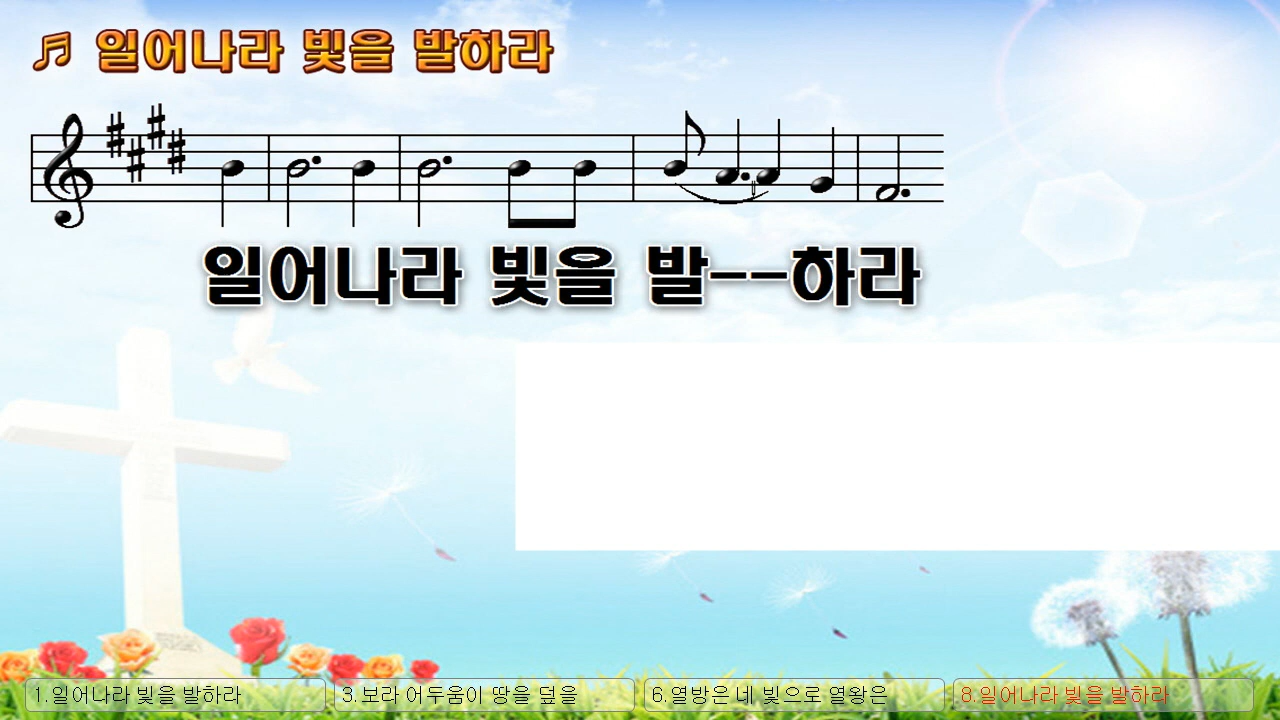 일어나라 빛을 발하라
일어나라 빛을 발--하라
1.일어나라 빛을 발하라
3.보라 어두움이 땅을 덮을
6.열방은 네 빛으로 열왕은
8.일어나라 빛을 발하라